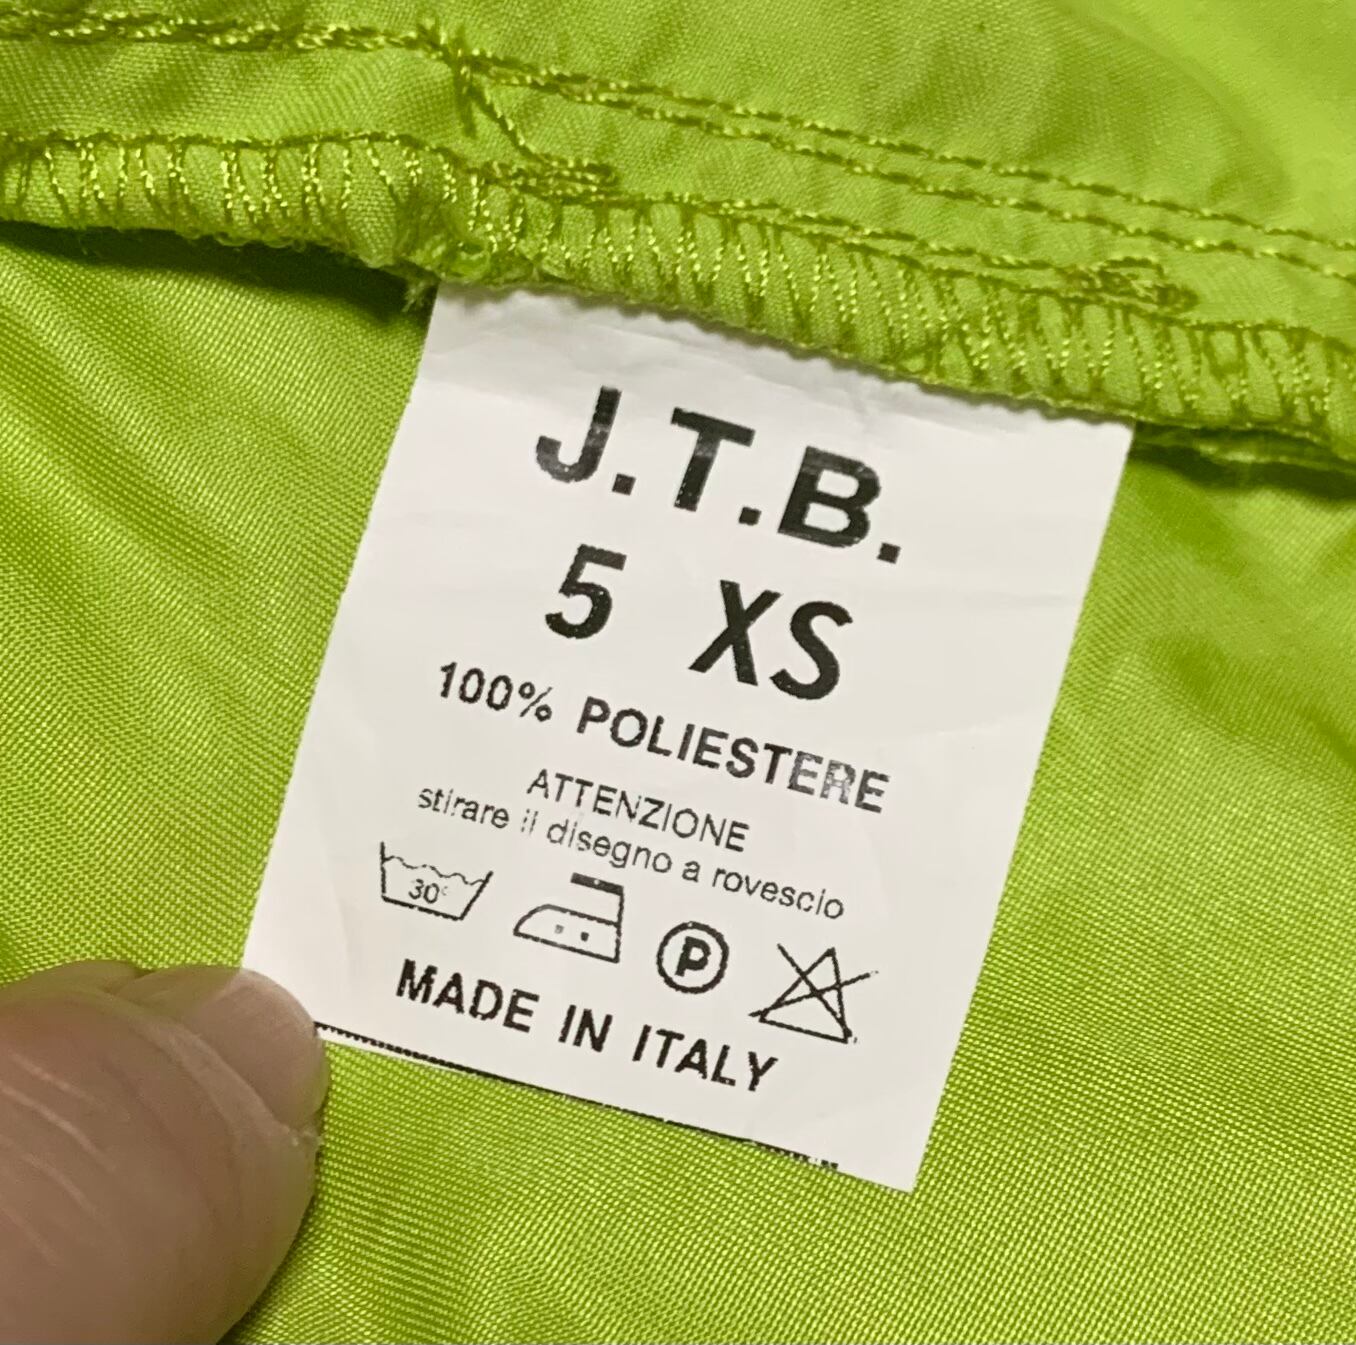 J.T.B.
5 XS
100% POLIESTERE
ATTENZIONE
stirare il disegno a rovescio
30°
P
MADE IN ITALY